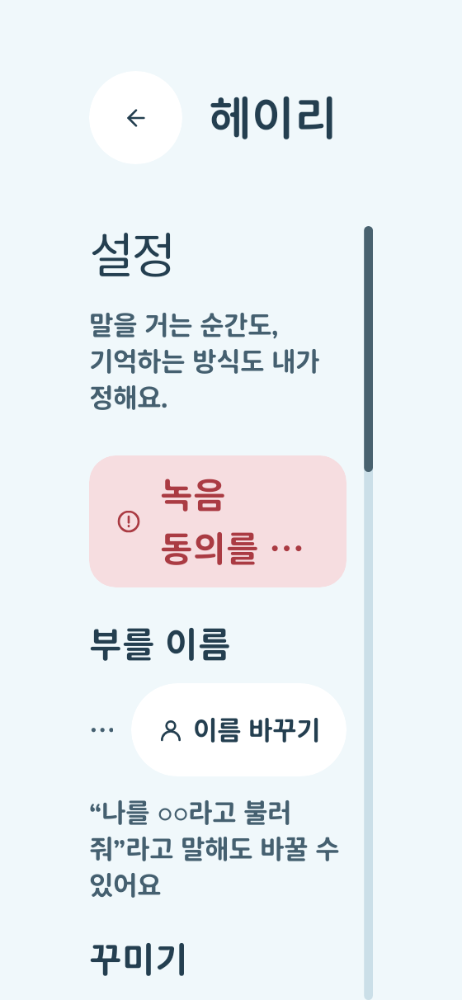 헤이리
설정
말을 거는 순간도,
기억하는 방식도 내가
정해요.
녹음
동의를 …
부를 이름
… 이름 바꾸기
“나를 ○○라고 불러
줘”라고 말해도 바꿀 수
있어요
꾸미기